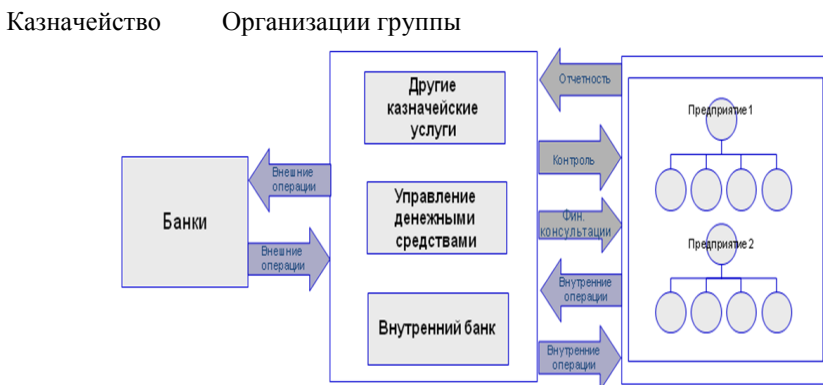 Казначейство Организации группы
Другие
казначейские
услуги
Управление
денежными
средствами
Внутренний банк
Банки
Внешние
операции
Внешние
операции
Отчетность
Контроль
Фин.
консультации
Внутренние
операции
Внутренние
операции
Предприятие 1
Предприятие 2